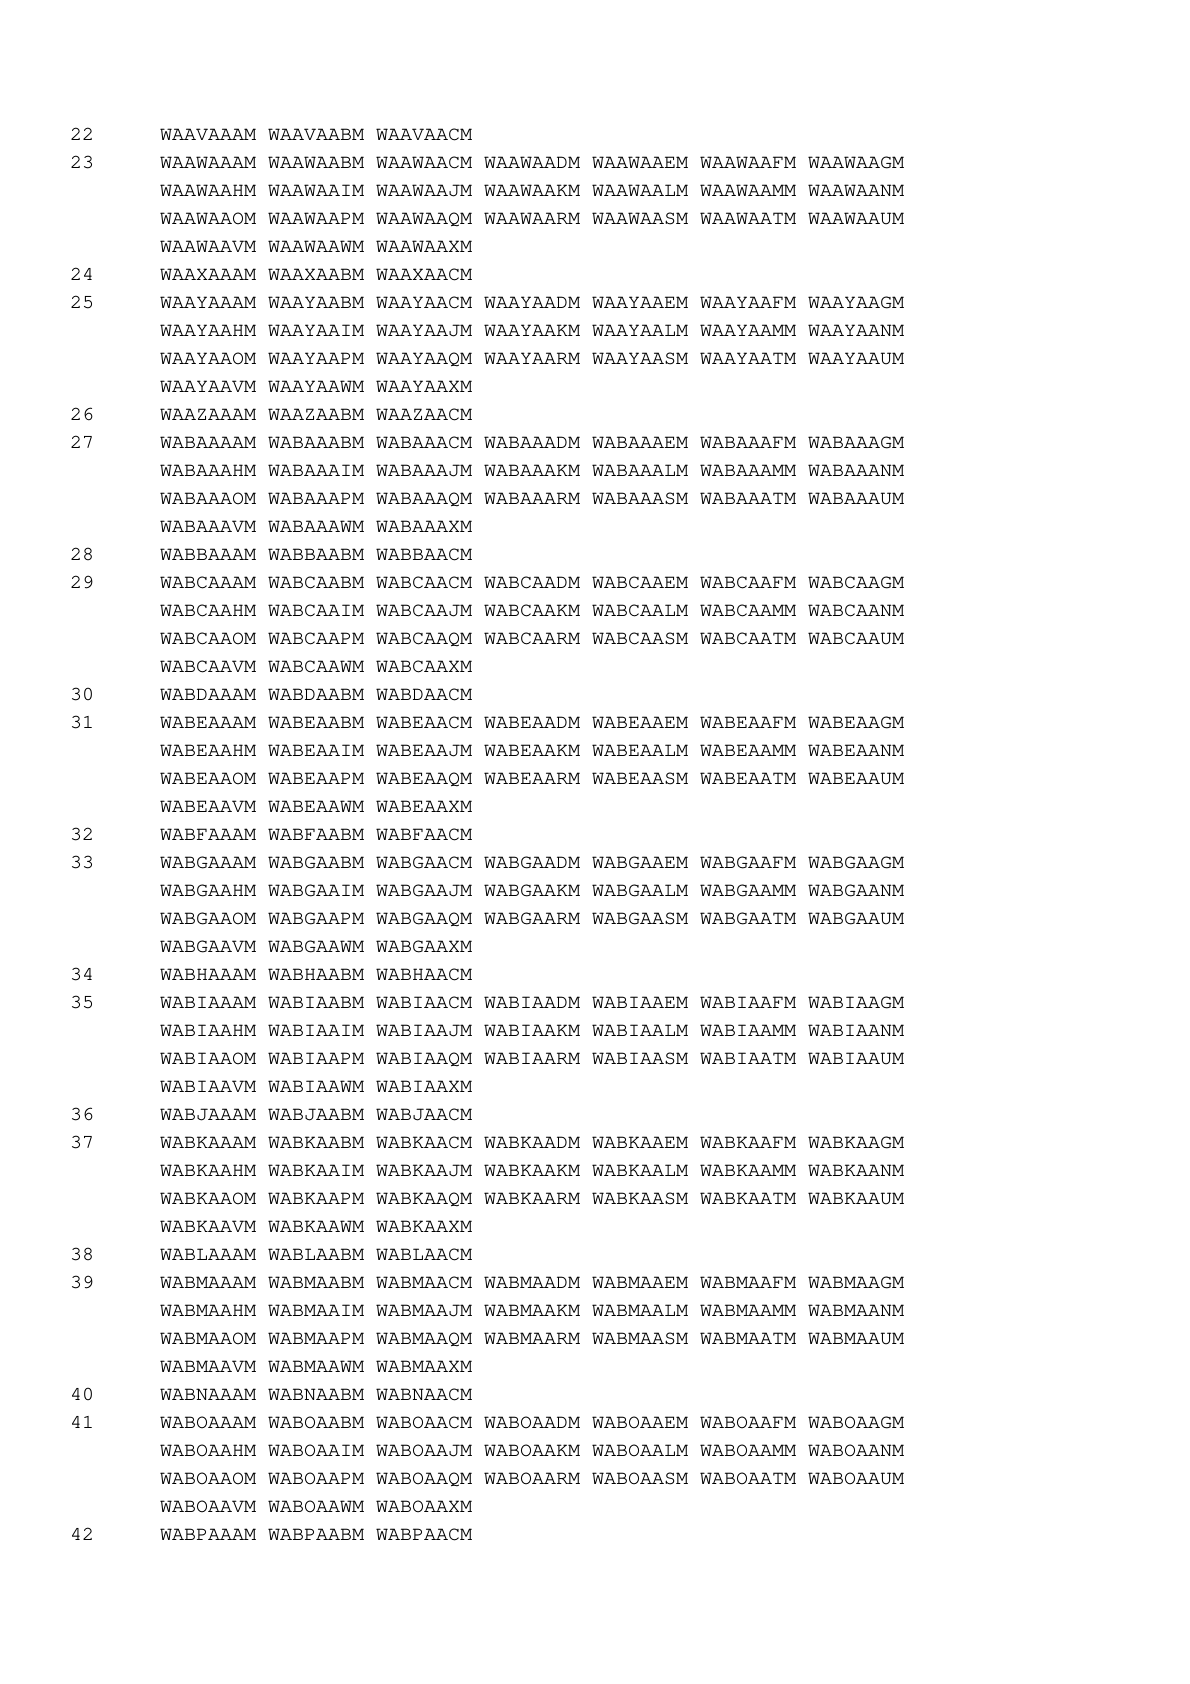 22 WAAVAAAM WAAVAABM WAAVAACM
23 WAAWAAAM WAAWAABM WAAWAACM WAAWAADM WAAWAAEM WAAWAAFM WAAWAAGM
WAAWAAHM WAAWAAIM WAAWAAJM WAAWAAKM WAAWAALM WAAWAAMM WAAWAANM
WAAWAAOM WAAWAAPM WAAWAAQM WAAWAARM WAAWAASM WAAWAATM WAAWAAUM
WAAWAAVM WAAWAAWM WAAWAAXM
24 WAAXAAAM WAAXAABM WAAXAACM
25 WAAYAAAM WAAYAABM WAAYAACM WAAYAADM WAAYAAEM WAAYAAFM WAAYAAGM
WAAYAAHM WAAYAAIM WAAYAAJM WAAYAAKM WAAYAALM WAAYAAMM WAAYAANM
WAAYAAOM WAAYAAPM WAAYAAQM WAAYAARM WAAYAASM WAAYAATM WAAYAAUM
WAAYAAVM WAAYAAWM WAAYAAXM
26 WAAZAAAM WAAZAABM WAAZAACM
27 WABAAAAM WABAAABM WABAAACM WABAAADM WABAAAEM WABAAAFM WABAAAGM
WABAAAHM WABAAAIM WABAAAJM WABAAAKM WABAAALM WABAAAMM WABAAANM
WABAAAOM WABAAAPM WABAAAQM WABAAARM WABAAASM WABAAATM WABAAAUM
WABAAAVM WABAAAWM WABAAAXM
28 WABBAAAM WABBAABM WABBAACM
29 WABCAAAM WABCAABM WABCAACM WABCAADM WABCAAEM WABCAAFM WABCAAGM
WABCAAHM WABCAAIM WABCAAJM WABCAAKM WABCAALM WABCAAMM WABCAANM
WABCAAOM WABCAAPM WABCAAQM WABCAARM WABCAASM WABCAATM WABCAAUM
WABCAAVM WABCAAWM WABCAAXM
30 WABDAAAM WABDAABM WABDAACM
31 WABEAAAM WABEAABM WABEAACM WABEAADM WABEAAEM WABEAAFM WABEAAGM
WABEAAHM WABEAAIM WABEAAJM WABEAAKM WABEAALM WABEAAMM WABEAANM
WABEAAOM WABEAAPM WABEAAQM WABEAARM WABEAASM WABEAATM WABEAAUM
WABEAAVM WABEAAWM WABEAAXM
32 WABFAAAM WABFAABM WABFAACM
33 WABGAAAM WABGAABM WABGAACM WABGAADM WABGAAEM WABGAAFM WABGAAGM
WABGAAHM WABGAAIM WABGAAJM WABGAAKM WABGAALM WABGAAMM WABGAANM
WABGAAOM WABGAAPM WABGAAQM WABGAARM WABGAASM WABGAATM WABGAAUM
WABGAAVM WABGAAWM WABGAAXM
34 WABHAAAM WABHAABM WABHAACM
35 WABIAAAM WABIAABM WABIAACM WABIAADM WABIAAEM WABIAAFM WABIAAGM
WABIAAHM WABIAAIM WABIAAJM WABIAAKM WABIAALM WABIAAMM WABIAANM
WABIAAOM WABIAAPM WABIAAQM WABIAARM WABIAASM WABIAATM WABIAAUM
WABIAAVM WABIAAWM WABIAAXM
36 WABJAAAM WABJAABM WABJAACM
37 WABKAAAM WABKAABM WABKAACM WABKAADM WABKAAEM WABKAAFM WABKAAGM
WABKAAHM WABKAAIM WABKAAJM WABKAAKM WABKAALM WABKAAMM WABKAANM
WABKAAOM WABKAAPM WABKAAQM WABKAARM WABKAASM WABKAATM WABKAAUM
WABKAAVM WABKAAWM WABKAAXM
38 WABLAAAM WABLAABM WABLAACM
39 WABMAAAM WABMAABM WABMAACM WABMAADM WABMAAEM WABMAAFM WABMAAGM
WABMAAHM WABMAAIM WABMAAJM WABMAAKM WABMAALM WABMAAMM WABMAANM
WABMAAOM WABMAAPM WABMAAQM WABMAARM WABMAASM WABMAATM WABMAAUM
WABMAAVM WABMAAWM WABMAAXM
40 WABNAAAM WABNAABM WABNAACM
41 WABOAAAM WABOAABM WABOAACM WABOAADM WABOAAEM WABOAAFM WABOAAGM
WABOAAHM WABOAAIM WABOAAJM WABOAAKM WABOAALM WABOAAMM WABOAANM
WABOAAOM WABOAAPM WABOAAQM WABOAARM WABOAASM WABOAATM WABOAAUM
WABOAAVM WABOAAWM WABOAAXM
42 WABPAAAM WABPAABM WABPAACM